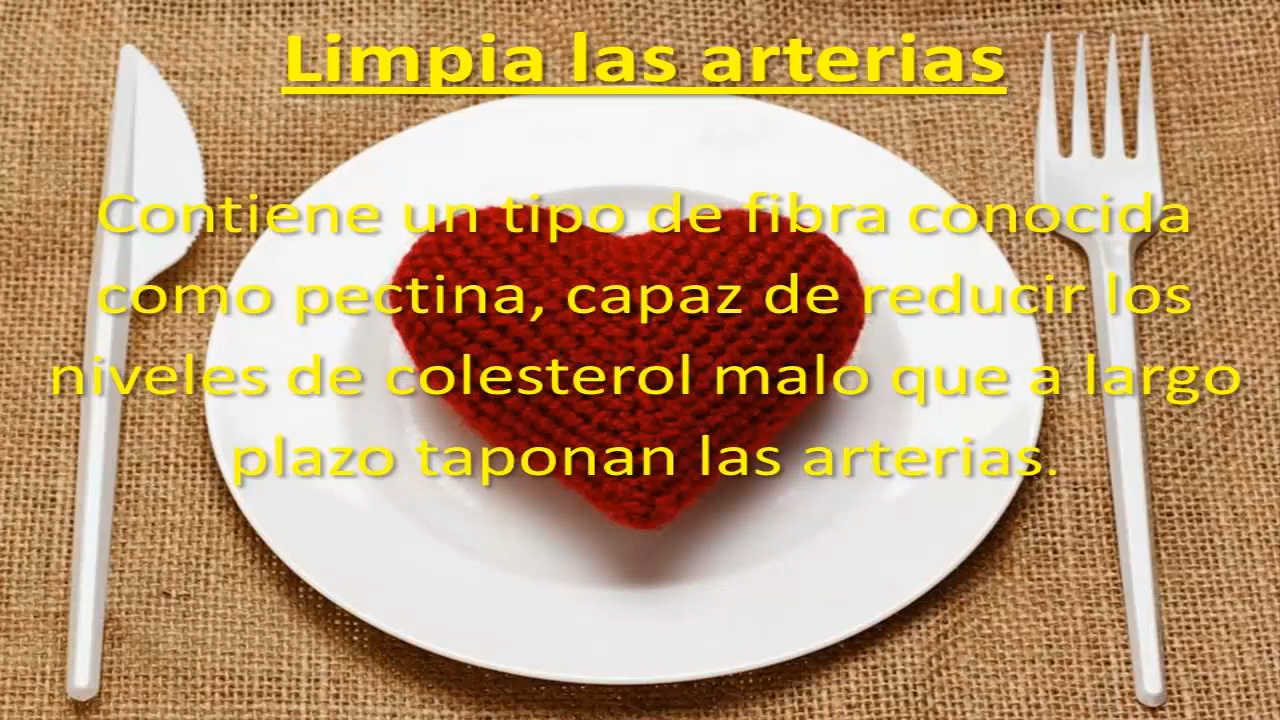 Limpia las arterias
Contiene un tipo de fibra conocida
como pectina, capaz de reducir los
niveles de colesterol malo que a largo
plazo taponan las arterias.